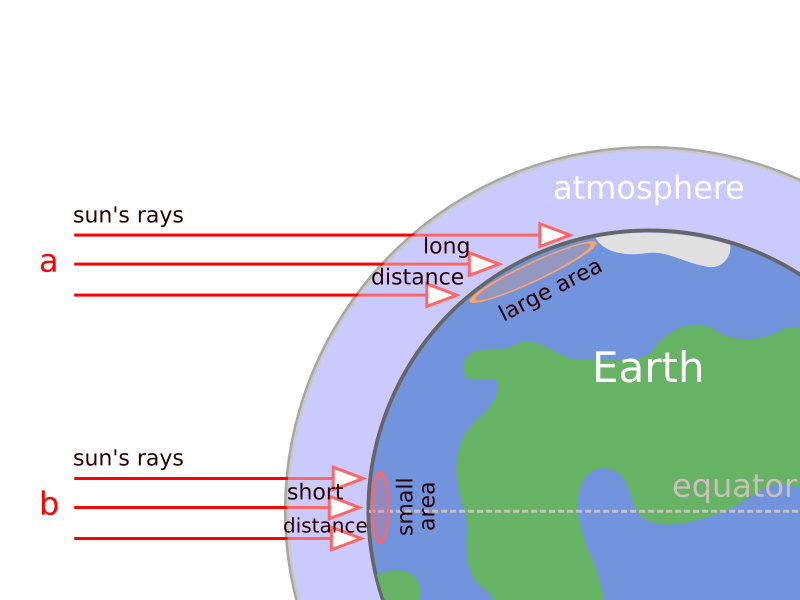 atmosphere
sun's rays
a
long
distance
large area
Earth
sun's rays
b
short
distance
small
area
equator